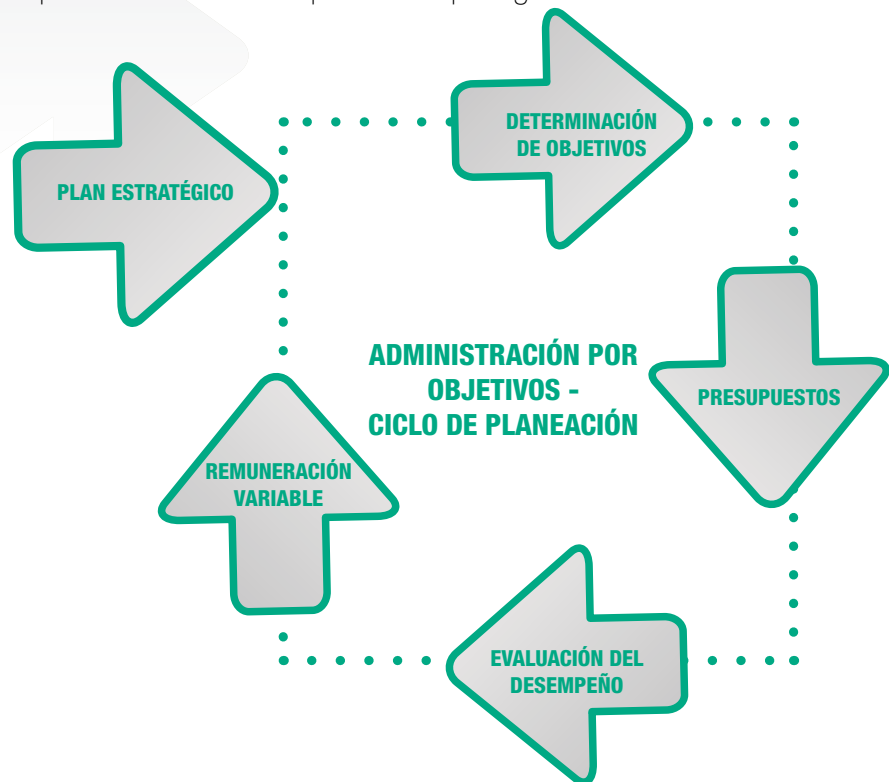 PLAN ESTRATÉGICO
DETERMINACIÓN
DE OBJETIVOS
ADMINISTRACIÓN POR
OBJETIVOS -
CICLO DE PLANEACIÓN
PRESUPUESTOS
REMUNERACIÓN
VARIABLE
EVALUACIÓN DEL
DESEMPEÑO